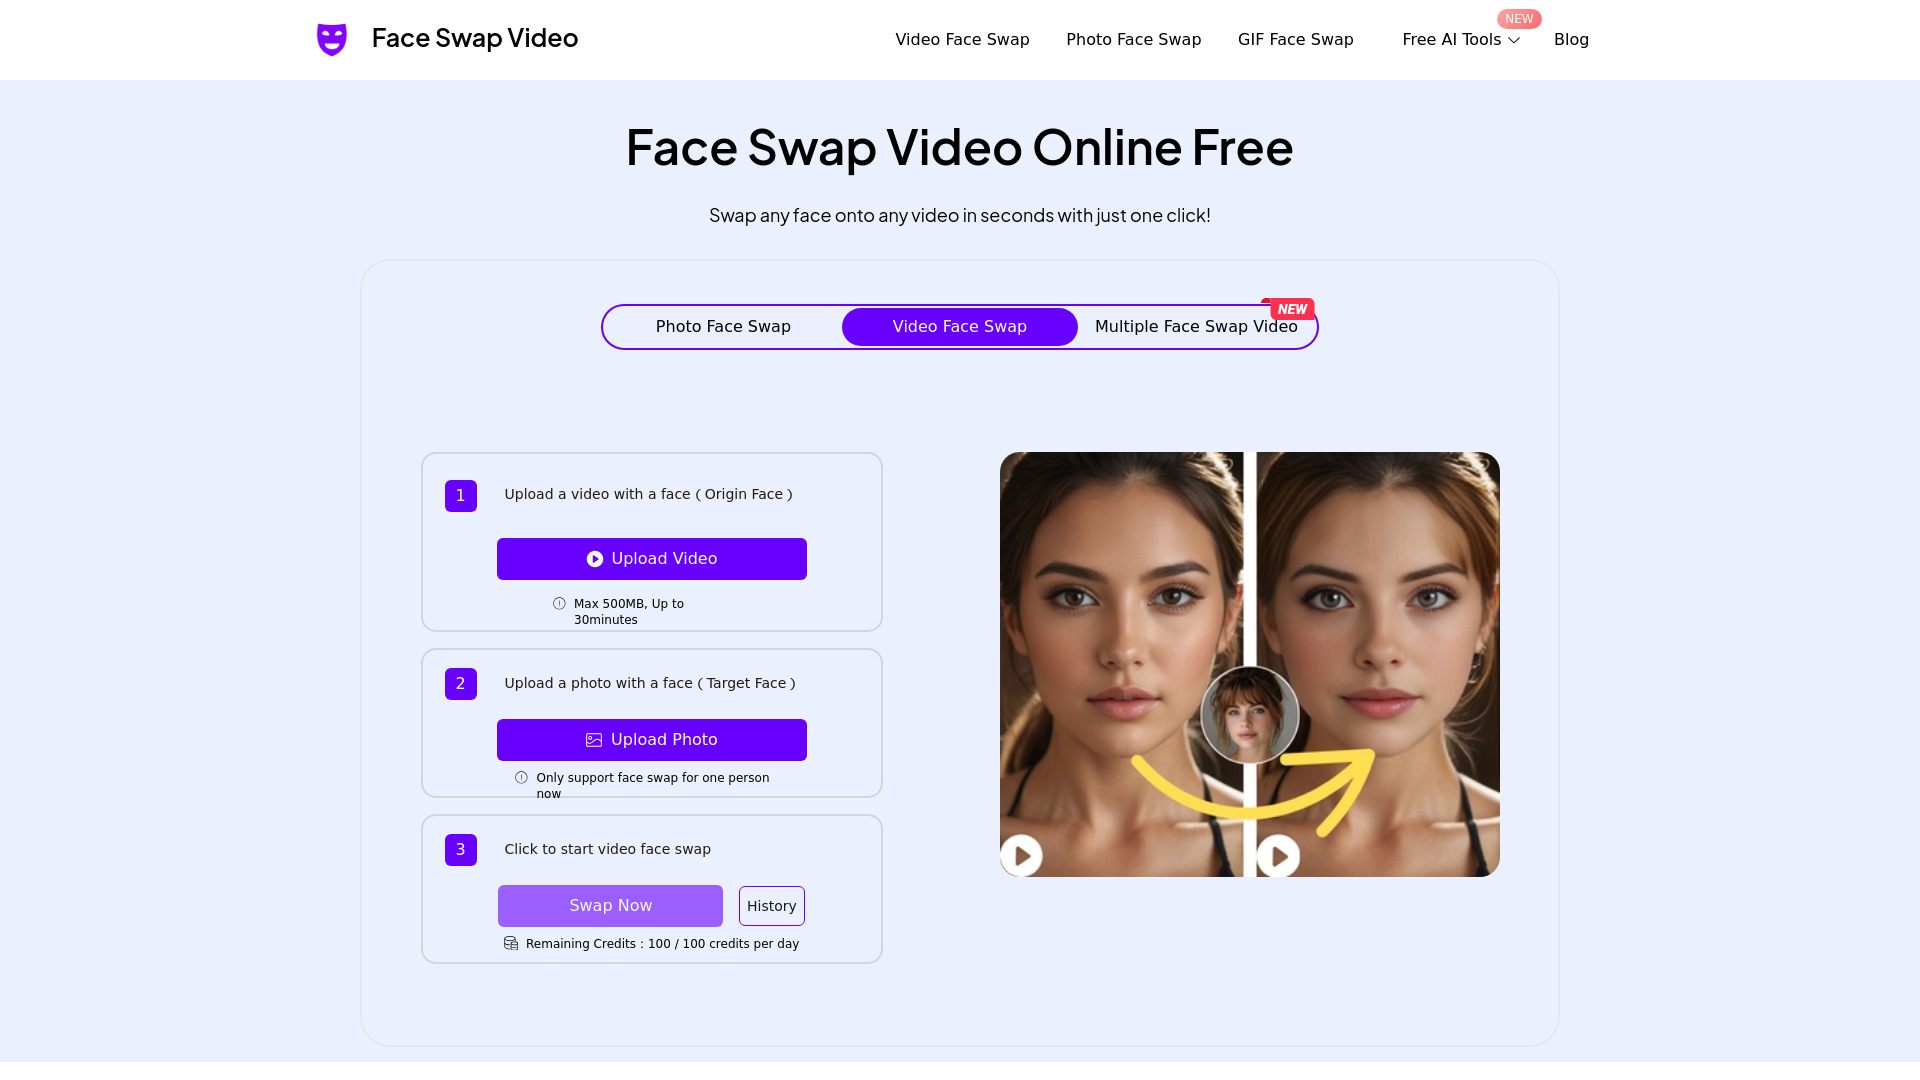 Face Swap Video
Video Face Swap
Photo Face Swap
GIF Face Swap
Free AI Tools
NEW
Blog
Face Swap Video Online Free
Swap any face onto any video in seconds with just one click!
Photo Face Swap
Video Face Swap
Multiple Face Swap Video
NEW
1
Upload a video with a face ( Origin Face )
Upload Video
Max 500MB, Up to
30minutes
2
Upload a photo with a face ( Target Face )
Upload Photo
Only support face swap for one person
now
3
Click to start video face swap
Swap Now
History
Remaining Credits : 100 / 100 credits per day